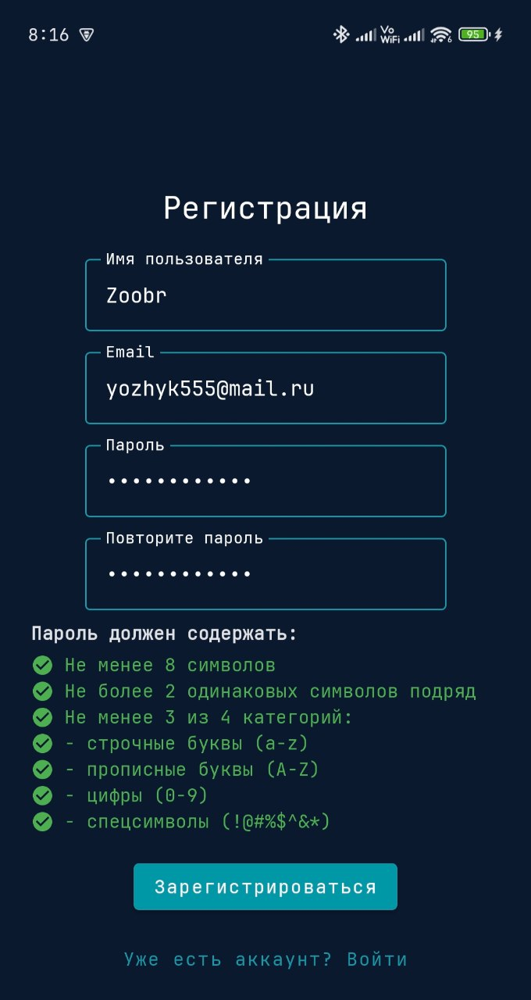 8:16
Vo
WiFi
6
95
Регистрация
Имя пользователя
Zoobr
Email
yozhyk555@mail.ru
Пароль
••••••••••••
Повторите пароль
••••••••••••
Пароль должен содержать:
Не менее 8 символов
Не более 2 одинаковых символов подряд
Не менее 3 из 4 категорий:
- строчные буквы (a-z)
- прописные буквы (A-Z)
- цифры (0-9)
- спецсимволы (!@#%$^&*)
Зарегистрироваться
Уже есть аккаунт? Войти